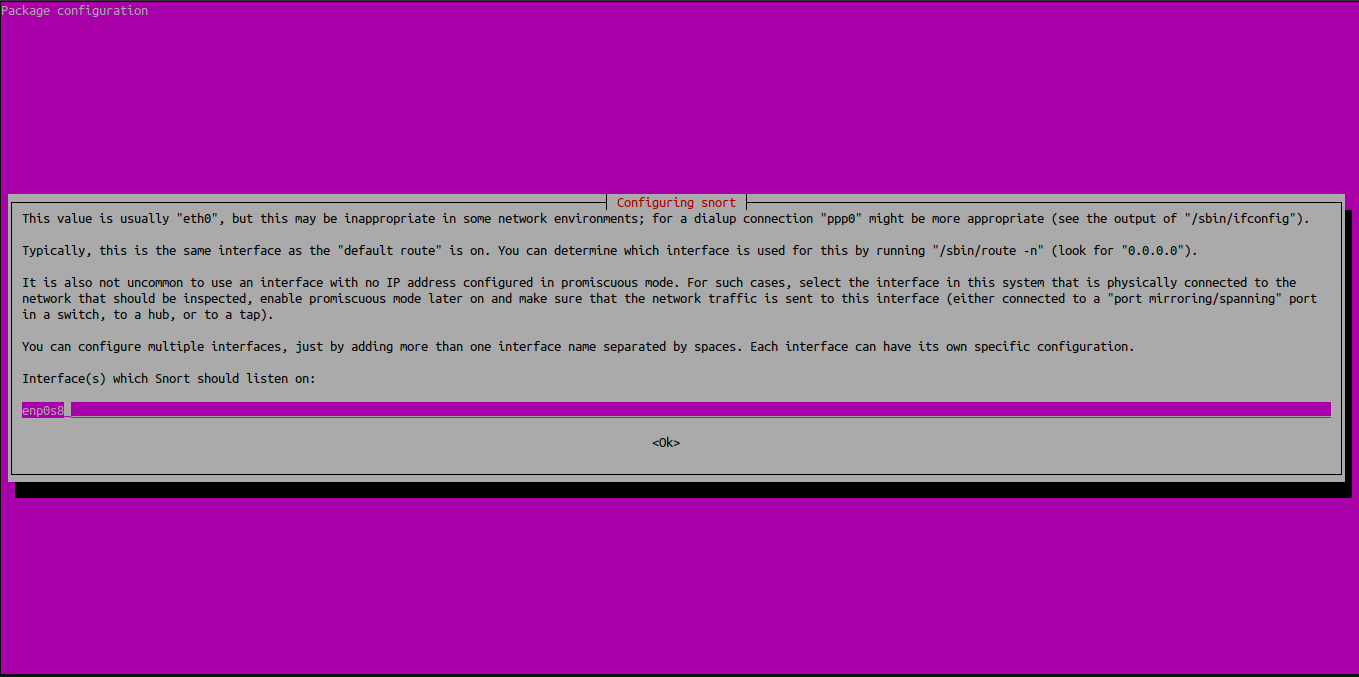 Package configuration
Configuring snort
This value is usually "eth0", but this may be inappropriate in some network environments; for a dialup connection "ppp0" might be more appropriate (see the output of "/sbin/ifconfig").
Typically, this is the same interface as the "default route" is on. You can determine which interface is used for this by running "/sbin/route -n" (look for "0.0.0.0").
It is also not uncommon to use an interface with no IP address configured in promiscuous mode. For such cases, select the interface in this system that is physically connected to the
network that should be inspected, enable promiscuous mode later on and make sure that the network traffic is sent to this interface (either connected to a "port mirroring/spanning" port
in a switch, to a hub, or to a tap).
You can configure multiple interfaces, just by adding more than one interface name separated by spaces. Each interface can have its own specific configuration.
Interface(s) which Snort should listen on:
enp0s8
<Ok>